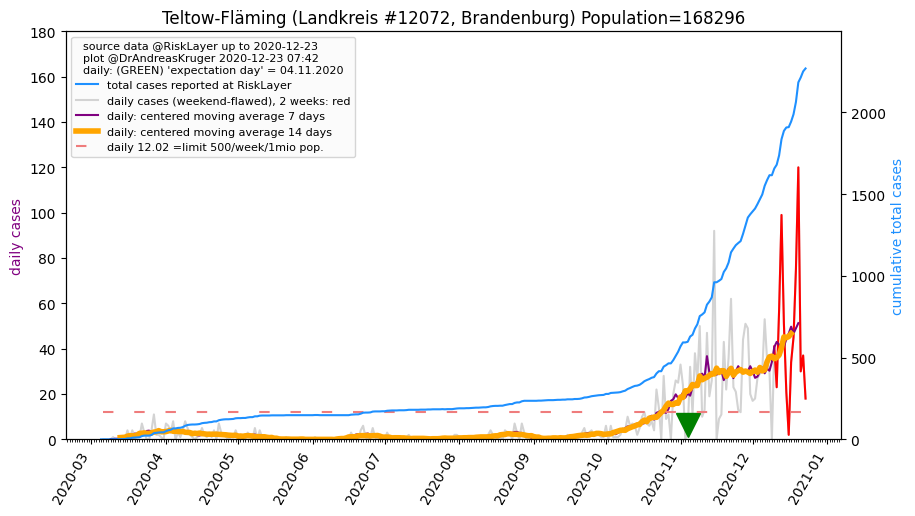 Teltow-Fläming (Landkreis #12072, Brandenburg) Population=168296
source data @RiskLayer up to 2020-12-23
plot @DrAndreasKruger 2020-12-23 07:42
daily: (GREEN) 'expectation day' = 04.11.2020
total cases reported at RiskLayer
daily cases (weekend-flawed), 2 weeks: red
daily: centered moving average 7 days
daily: centered moving average 14 days
daily 12.02 =limit 500/week/1mio pop.
daily cases
180
160
140
120
100
80
60
40
20
0
cumulative total cases
2000
1500
1000
500
0
2020-03
2020-04
2020-05
2020-06
2020-07
2020-08
2020-09
2020-10
2020-11
2020-12
2021-01